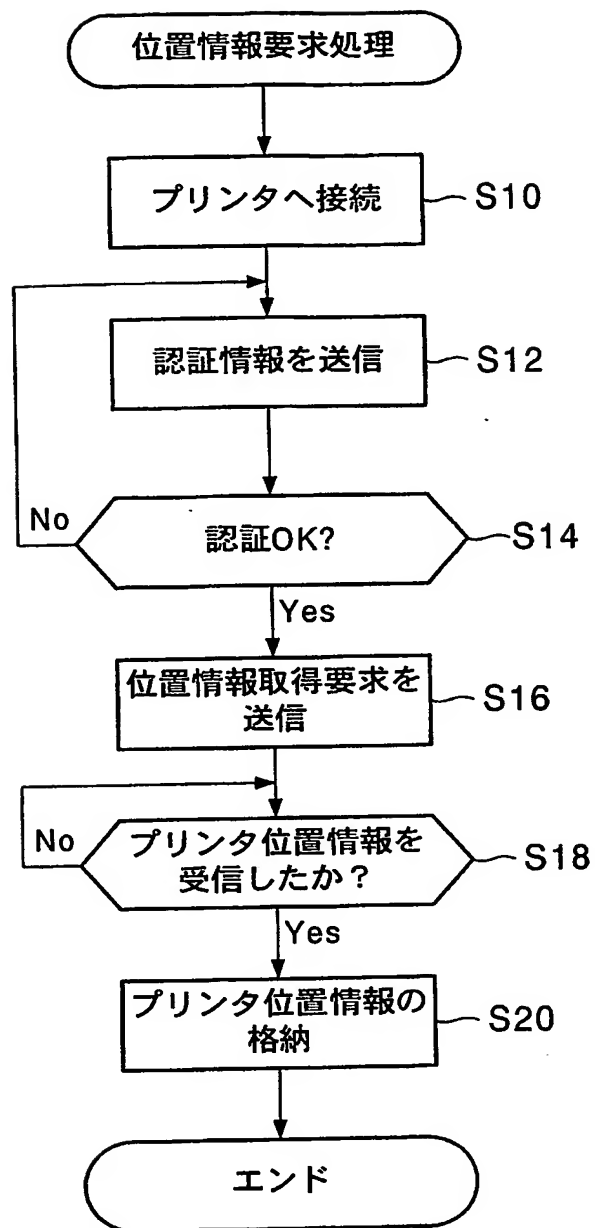 位置情報要求処理
プリンタへ接続
S10
認証情報を送信
S12
認証OK?
S14
No
Yes
位置情報取得要求を
送信
S16
プリンタ位置情報を
受信したか？
S18
No
Yes
プリンタ位置情報の
格納
S20
エンド